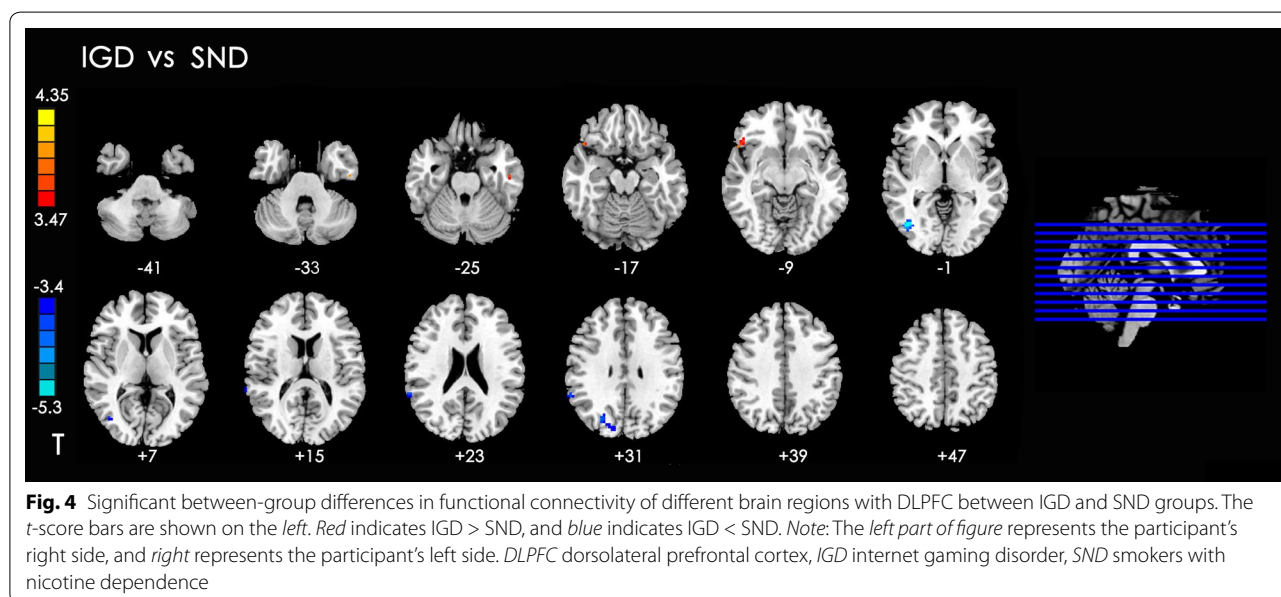 IGD vs SND
4.35
3.47
-41 -33 -25 -17 -9 -1
-3.4
-5.3
T
+7 +15 +23 +31 +39 +47
Fig. 4 Significant between-group differences in functional connectivity of different brain regions with DLPFC between IGD and SND groups. The
t-score bars are shown on the left. Red indicates IGD > SND, and blue indicates IGD < SND. Note: The left part of figure represents the participant’s
right side, and right represents the participant’s left side. DLPFC dorsolateral prefrontal cortex, IGD internet gaming disorder, SND smokers with
nicotine dependence